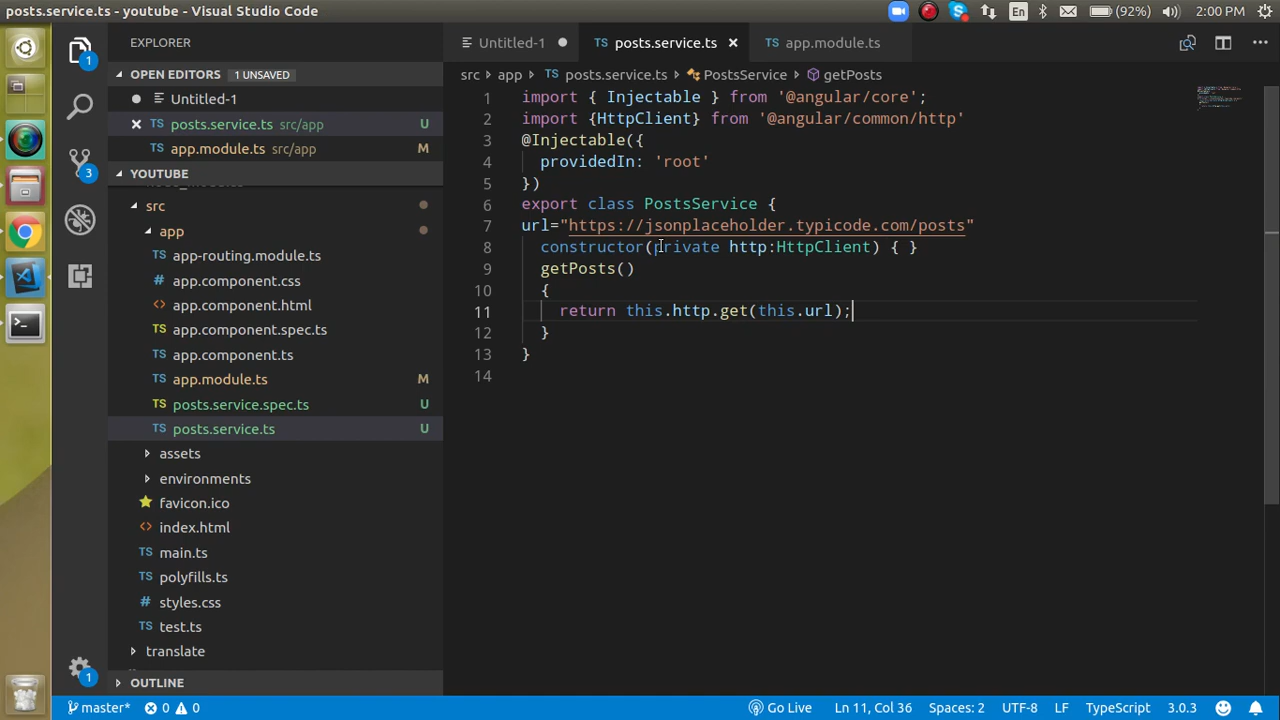 posts.service.ts - youtube - Visual Studio Code
En
(92%)
2:00 PM
EXPLORER
OPEN EDITORS 1 UNSAVED
Untitled-1
TS posts.service.ts src/app U
TS app.module.ts src/app M
YOUTUBE
src
app
TS app-routing.module.ts
app.component.css
<> app.component.html
TS app.component.spec.ts
TS app.component.ts
TS app.module.ts M
TS posts.service.spec.ts U
TS posts.service.ts U
assets
environments
favicon.ico
<> index.html
TS main.ts
TS polyfills.ts
styles.css
TS test.ts
translate
OUTLINE
1
3
1
Untitled-1
TS posts.service.ts
TS app.module.ts
src app TS posts.service.ts PostsService getPosts
1 import { Injectable } from '@angular/core';
2 import {HttpClient} from '@angular/common/http'
3 @Injectable({
4 providedIn: 'root'
5 })
6 export class PostsService {
7 url="https://jsonplaceholder.typicode.com/posts"
8 constructor(private http:HttpClient) { }
9 getPosts()
10 {
11 return this.http.get(this.url);
12 }
13 }
14
master* 0 0
Go Live Ln 11, Col 36 Spaces: 2 UTF-8 LF TypeScript 3.0.3